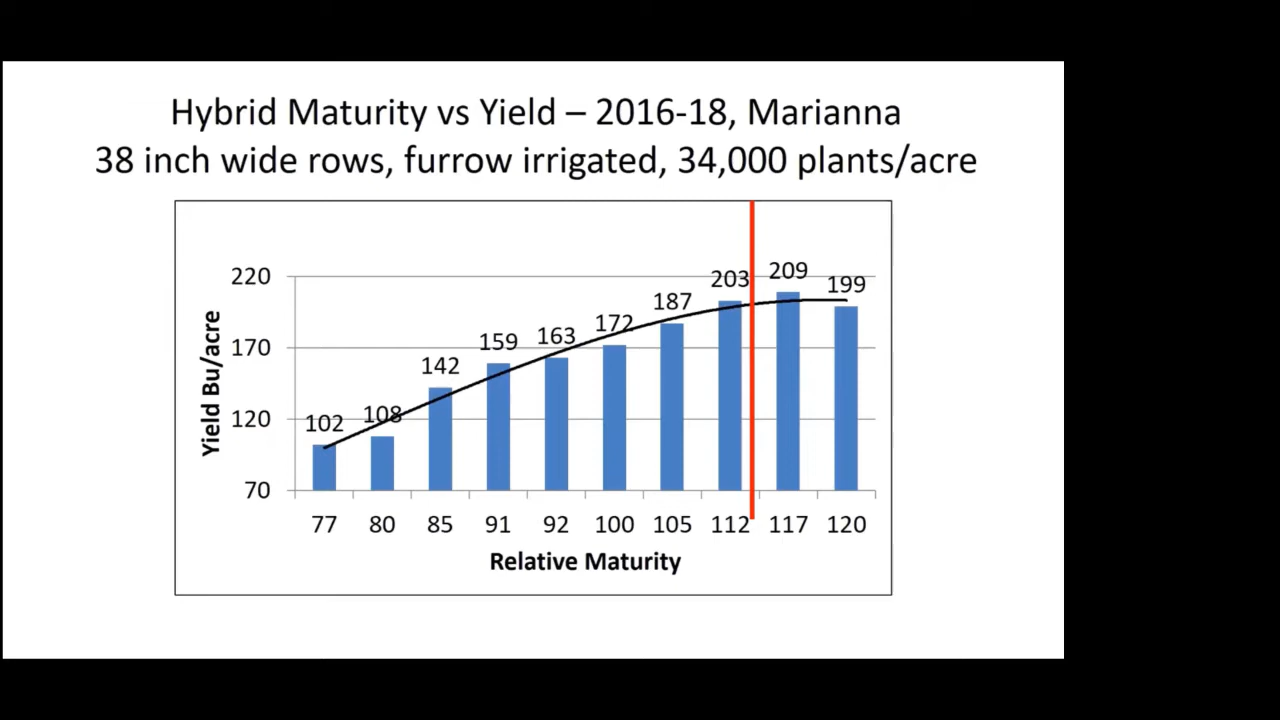 Hybrid Maturity vs Yield – 2016-18, Marianna
38 inch wide rows, furrow irrigated, 34,000 plants/acre
Yield Bu/acre
220
170
120
70
102
108
142
159
163
172
187
203
209
199
77 80 85 91 92 100 105 112 117 120
Relative Maturity